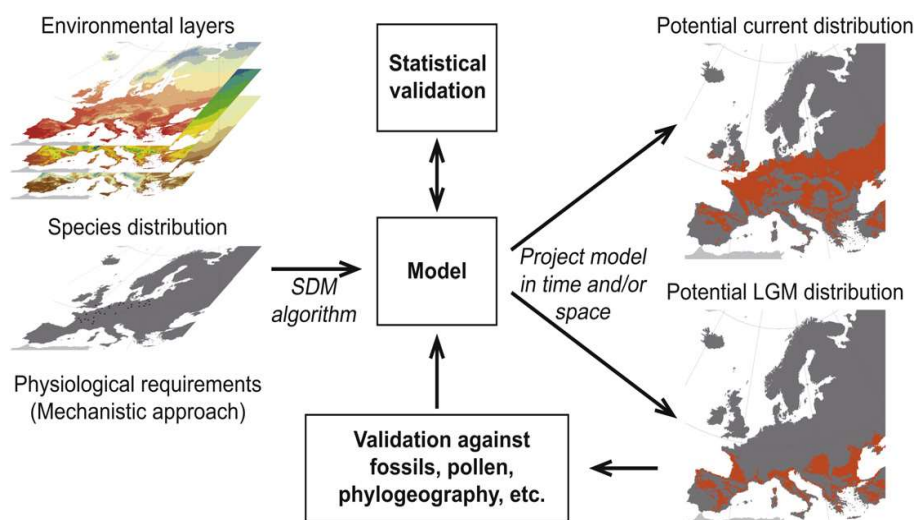 Environmental layers
Species distribution
Physiological requirements
(Mechanistic approach)
SDM
algorithm
Statistical
validation
Model
Validation against
fossils, pollen,
phylogeography, etc.
Project model
in time and/or
space
Potential current distribution
Potential LGM distribution